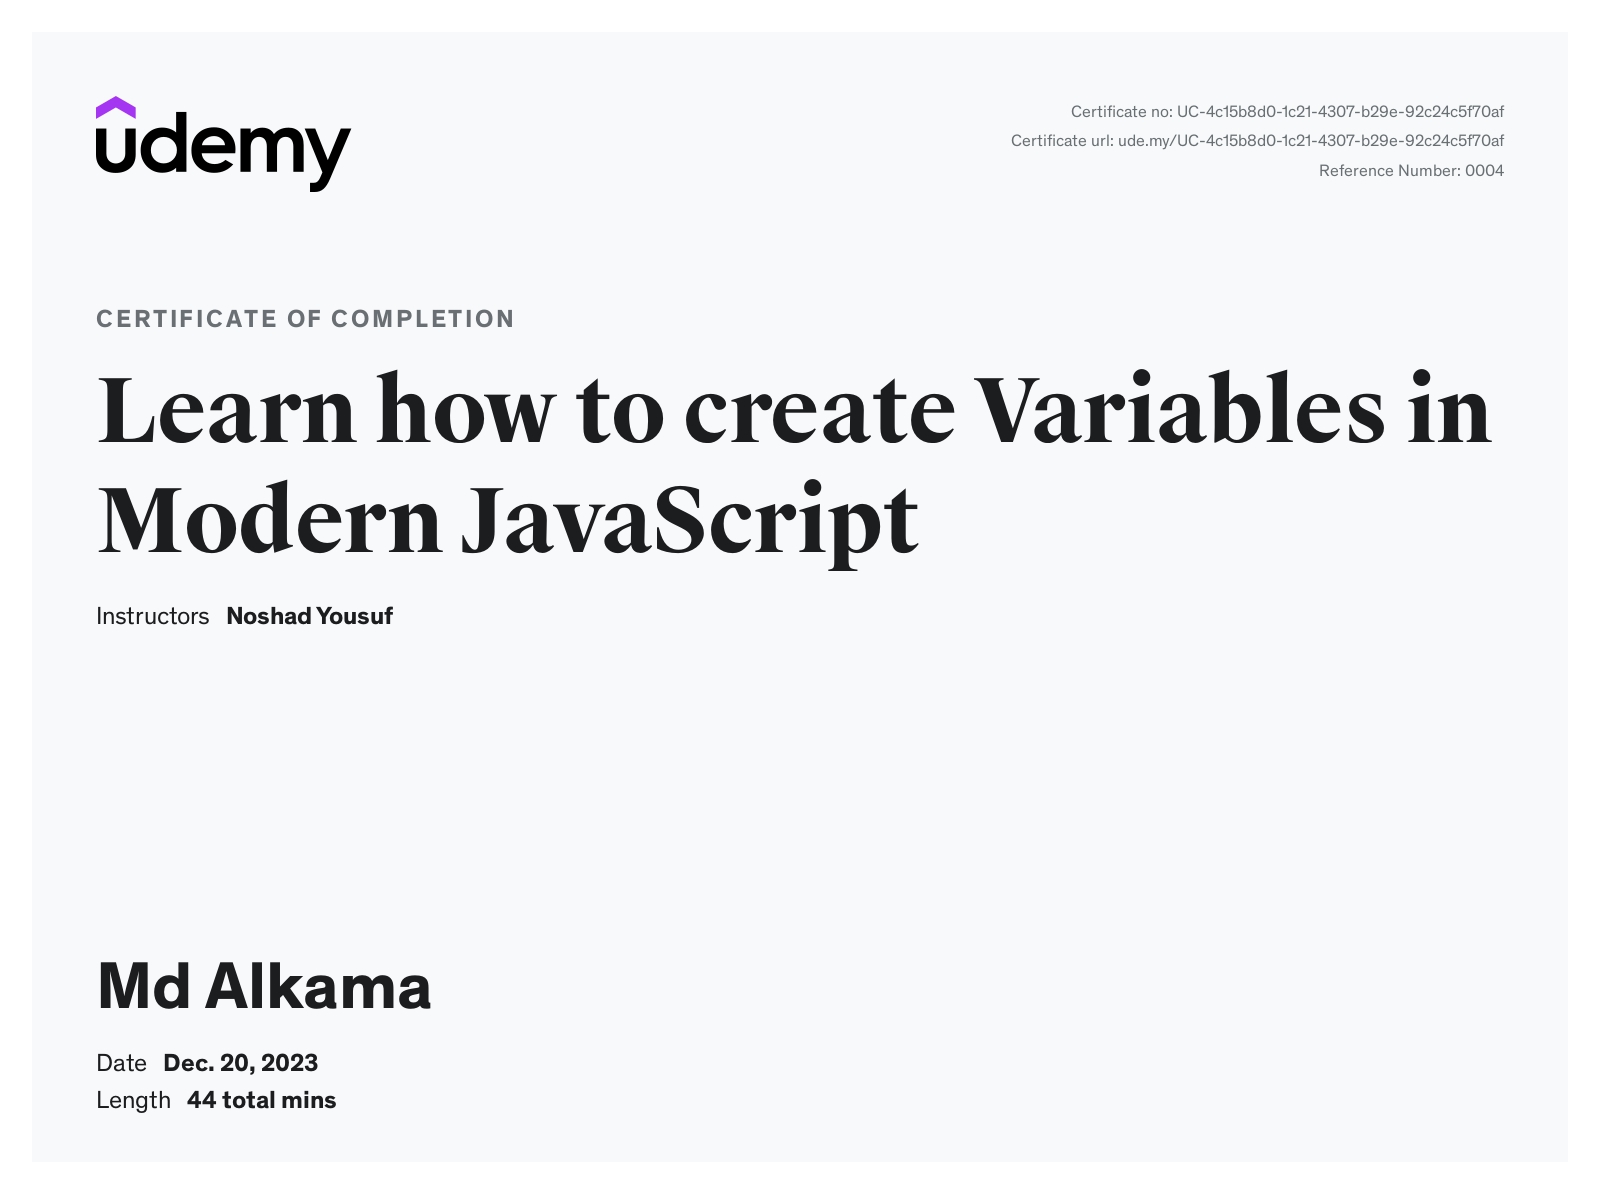 udemy
Certificate no: UC-4c15b8d0-1c21-4307-b29e-92c24c5f70af
Certificate url: ude.my/UC-4c15b8d0-1c21-4307-b29e-92c24c5f70af
Reference Number: 0004
CERTIFICATE OF COMPLETION
Learn how to create Variables in
Modern JavaScript
Instructors Noshad Yousuf
Md Alkama
Date Dec. 20, 2023
Length 44 total mins